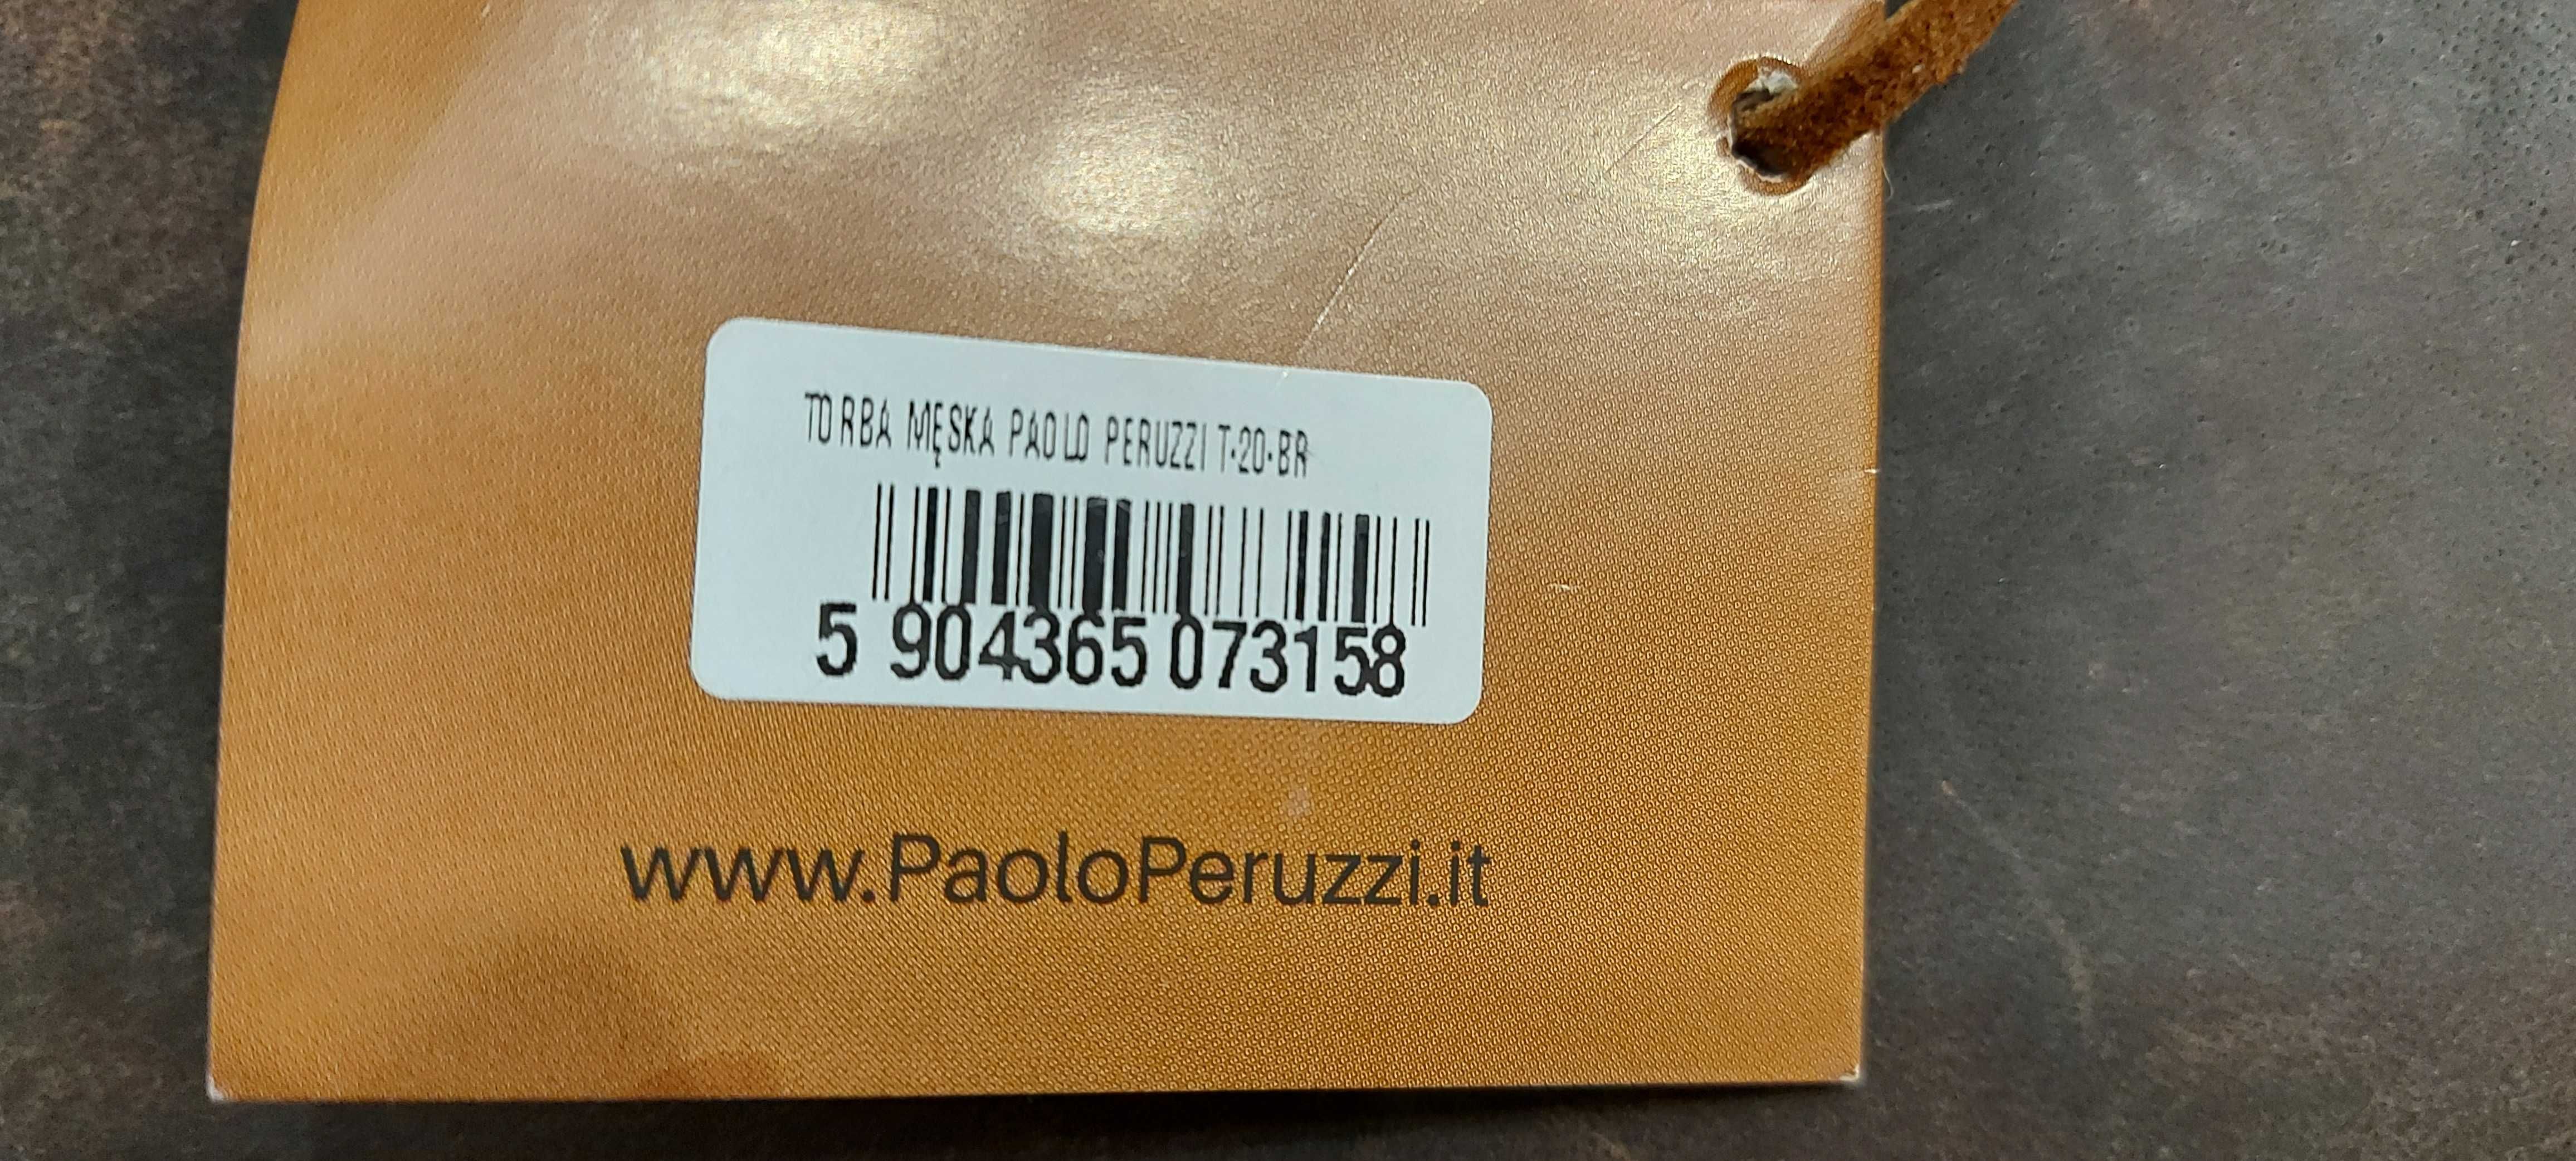 TORBA MĘSKA PAOLO PERUZZI T-20-BR
5 904365 073158
www.PaoloPeruzzi.it